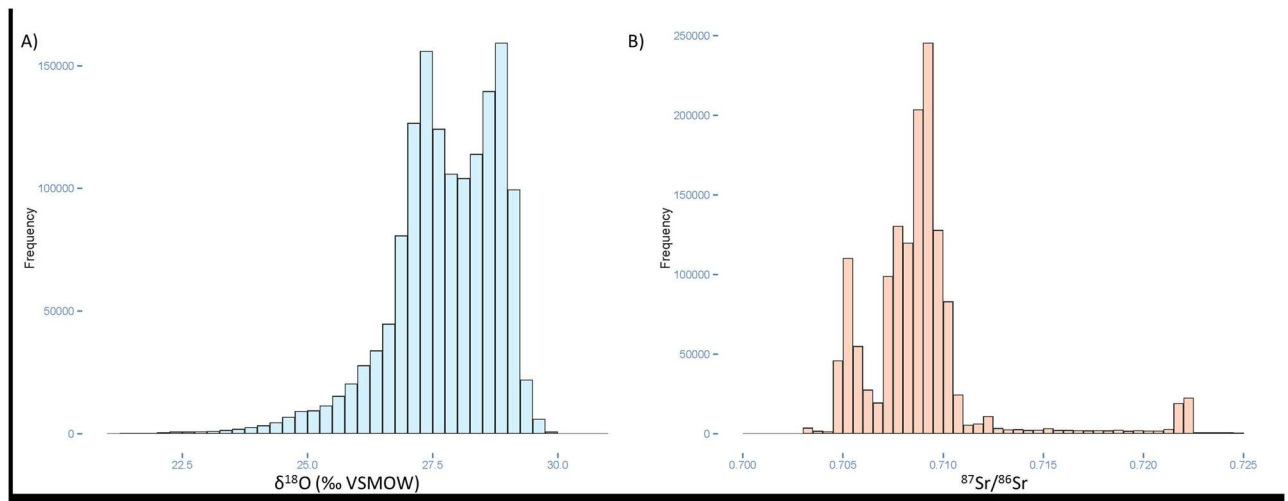 A)
150000
100000
50000
0
Frequency
22.5 25.0 27.5 30.0
δ¹⁸O (‰ VSMOW)
B)
250000
200000
150000
100000
50000
0
Frequency
0.700 0.705 0.710 0.715 0.720 0.725
⁸⁷Sr/⁸⁶Sr